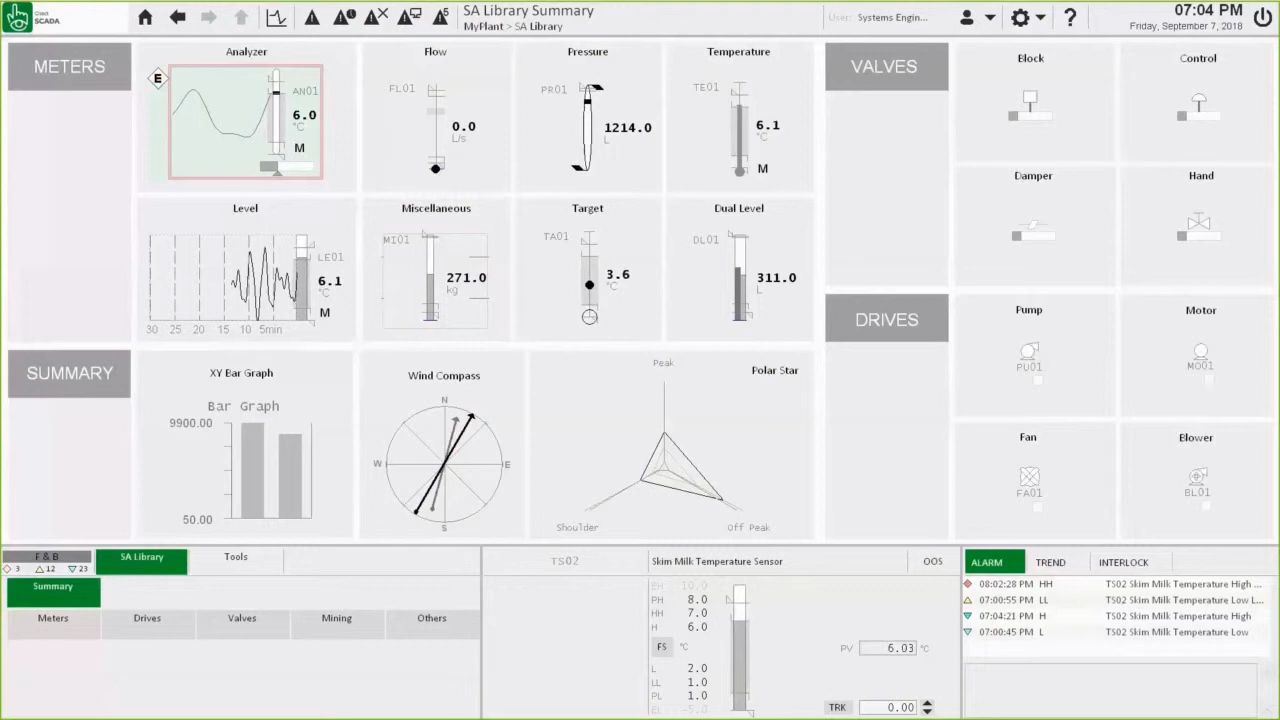 Citect
SCADA
5
SA Library Summary
MyPlant > SA Library
User: Systems Engin...
?
07:04 PM
Friday, September 7, 2018
METERS
Analyzer
E
AN01
6.0
°C
M
Flow
FL01
0.0
L/s
Pressure
PR01
1214.0
L
Temperature
TE01
6.1
°C
M
Level
LE01
6.1
°C
M
30 25 20 15 10 5min
Miscellaneous
MI01
271.0
kg
Target
TA01
3.6
°C
Dual Level
DL01
311.0
L
VALVES
Block
Control
Damper
Hand
DRIVES
Pump
PU01
Motor
MO01
Fan
FA01
Blower
BL01
SUMMARY
XY Bar Graph
Bar Graph
9900.00
50.00
Wind Compass
N
W
E
S
Polar Star
Peak
Shoulder
Off Peak
F & B
3 12 23
SA Library
Tools
Summary
Meters
Drives
Valves
Mining
Others
TS02
Skim Milk Temperature Sensor
OOS
EH 10.0
PH 8.0
HH 7.0
H 6.0
FS °C
L 2.0
LL 1.0
PL 1.0
EL -5.0
PV 6.03 °C
TRK 0.00
ALARM
TREND
INTERLOCK
08:02:28 PM HH TS02 Skim Milk Temperature High ...
07:00:55 PM LL TS02 Skim Milk Temperature Low L...
07:04:21 PM H TS02 Skim Milk Temperature High
07:00:45 PM L TS02 Skim Milk Temperature Low